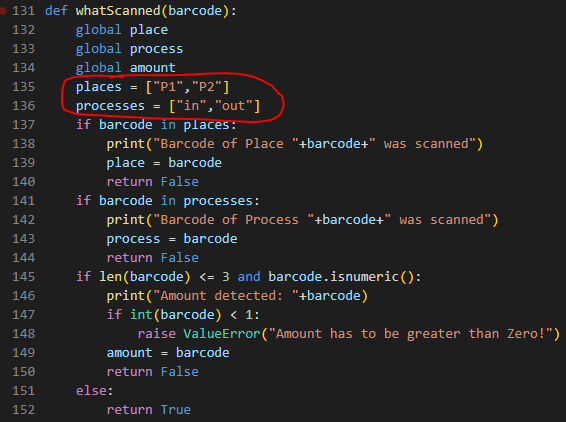 131 def whatScanned(barcode):
132     global place
133     global process
134     global amount
135     places = ["P1","P2"]
136     processes = ["in","out"]
137     if barcode in places:
138         print("Barcode of Place "+barcode+" was scanned")
139         place = barcode
140         return False
141     if barcode in processes:
142         print("Barcode of Process "+barcode+" was scanned")
143         process = barcode
144         return False
145     if len(barcode) <= 3 and barcode.isnumeric():
146         print("Amount detected: "+barcode)
147         if int(barcode) < 1:
148             raise ValueError("Amount has to be greater than Zero!")
149         amount = barcode
150         return False
151     else:
152         return True